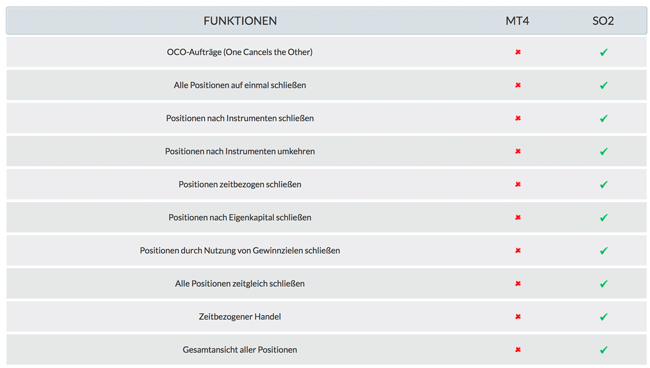 FUNKTIONEN MT4 SO2
OCO-Aufträge (One Cancels the Other) ✖ ✔
Alle Positionen auf einmal schließen ✖ ✔
Positionen nach Instrumenten schließen ✖ ✔
Positionen nach Instrumenten umkehren ✖ ✔
Positionen zeitbezogen schließen ✖ ✔
Positionen nach Eigenkapital schließen ✖ ✔
Positionen durch Nutzung von Gewinnzielen schließen ✖ ✔
Alle Positionen zeitgleich schließen ✖ ✔
Zeitbezogener Handel ✖ ✔
Gesamtansicht aller Positionen ✖ ✔